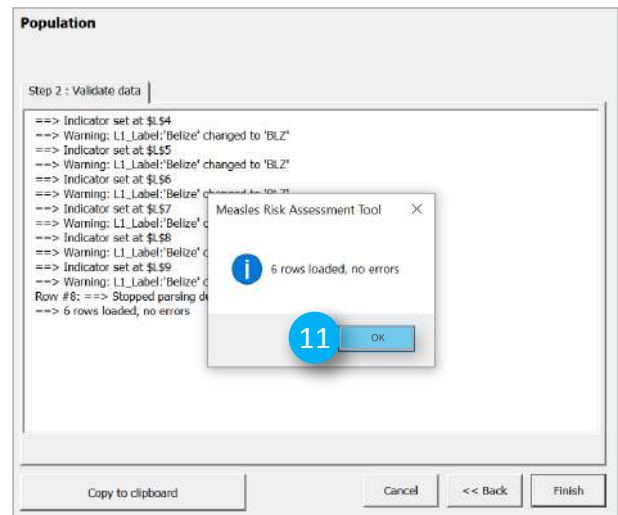 Population
Step 2 : Validate data
==> Indicator set at $L$4
==> Warning: L1_Label:'Belize' changed to 'BLZ'
==> Indicator set at $L$5
==> Warning: L1_Label:'Belize' changed to 'BLZ'
==> Indicator set at $L$6
==> Warning: L1_Label:'Belize' changed to 'BLZ'
==> Indicator set at $L$7
==> Warning: L1_Label:'Belize' c
==> Indicator set at $L$8
==> Warning: L1_Label:'Belize' c
==> Indicator set at $L$9
==> Warning: L1_Label:'Belize' c
Row #8: ==> Stopped parsing de
==> 6 rows loaded, no errors
Measles Risk Assessment Tool
6 rows loaded, no errors
11
OK
Copy to clipboard
Cancel
<< Back
Finish